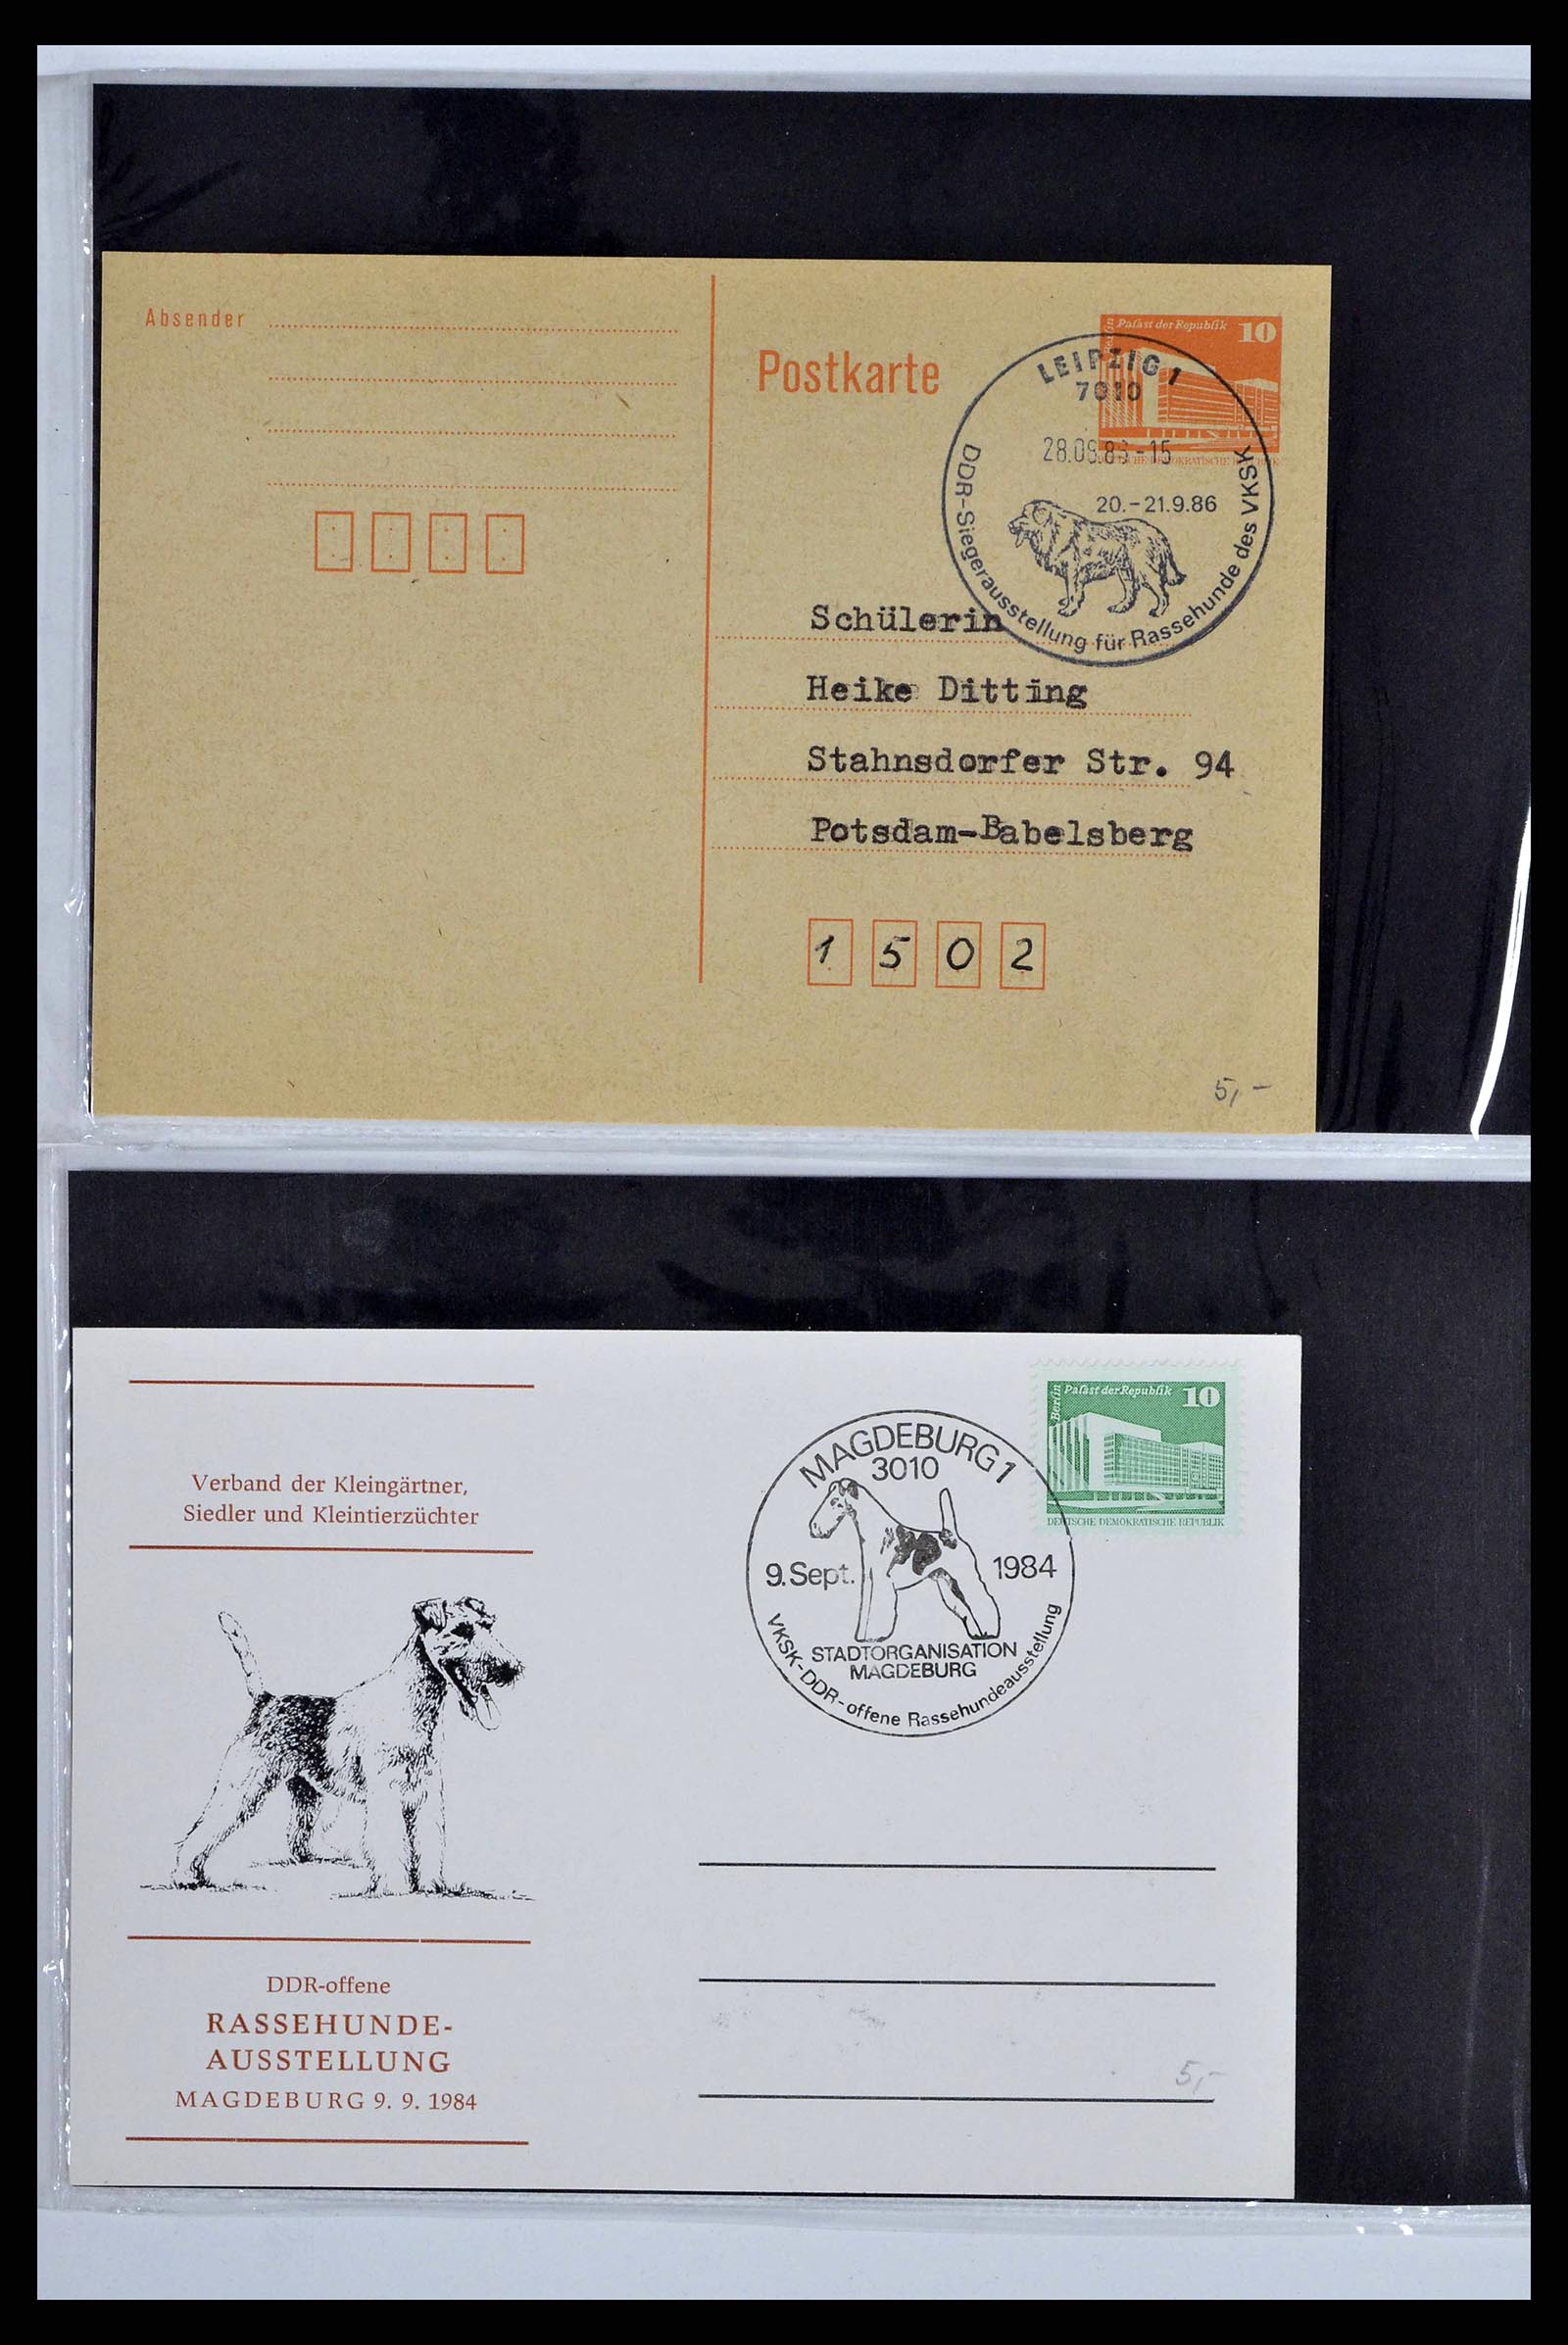 Absender
Postkarte
Palast der Republik 10
LEIPZIG 1
7010
20.-21.9.86
DDR-Siegerausstellung für Rassehunde des VKSK
Schülerin
Heike Ditting
Stahnsdorfer Str. 94
Potsdam-Babelsberg
1 5 0 2
5,-
Berlin
Palast der Republik 10
DEUTSCHE DEMOKRATISCHE REPUBLIK
MAGDEBURG 1
3010
9. Sept. 1984
STADTORGANISATION
MAGDEBURG
VKSK-DDR-offene Rassehundeausstellung
Verband der Kleingärtner,
Siedler und Kleintierzüchter
DDR-offene
RASSEHUNDE-
AUSSTELLUNG
MAGDEBURG 9. 9. 1984
5,-